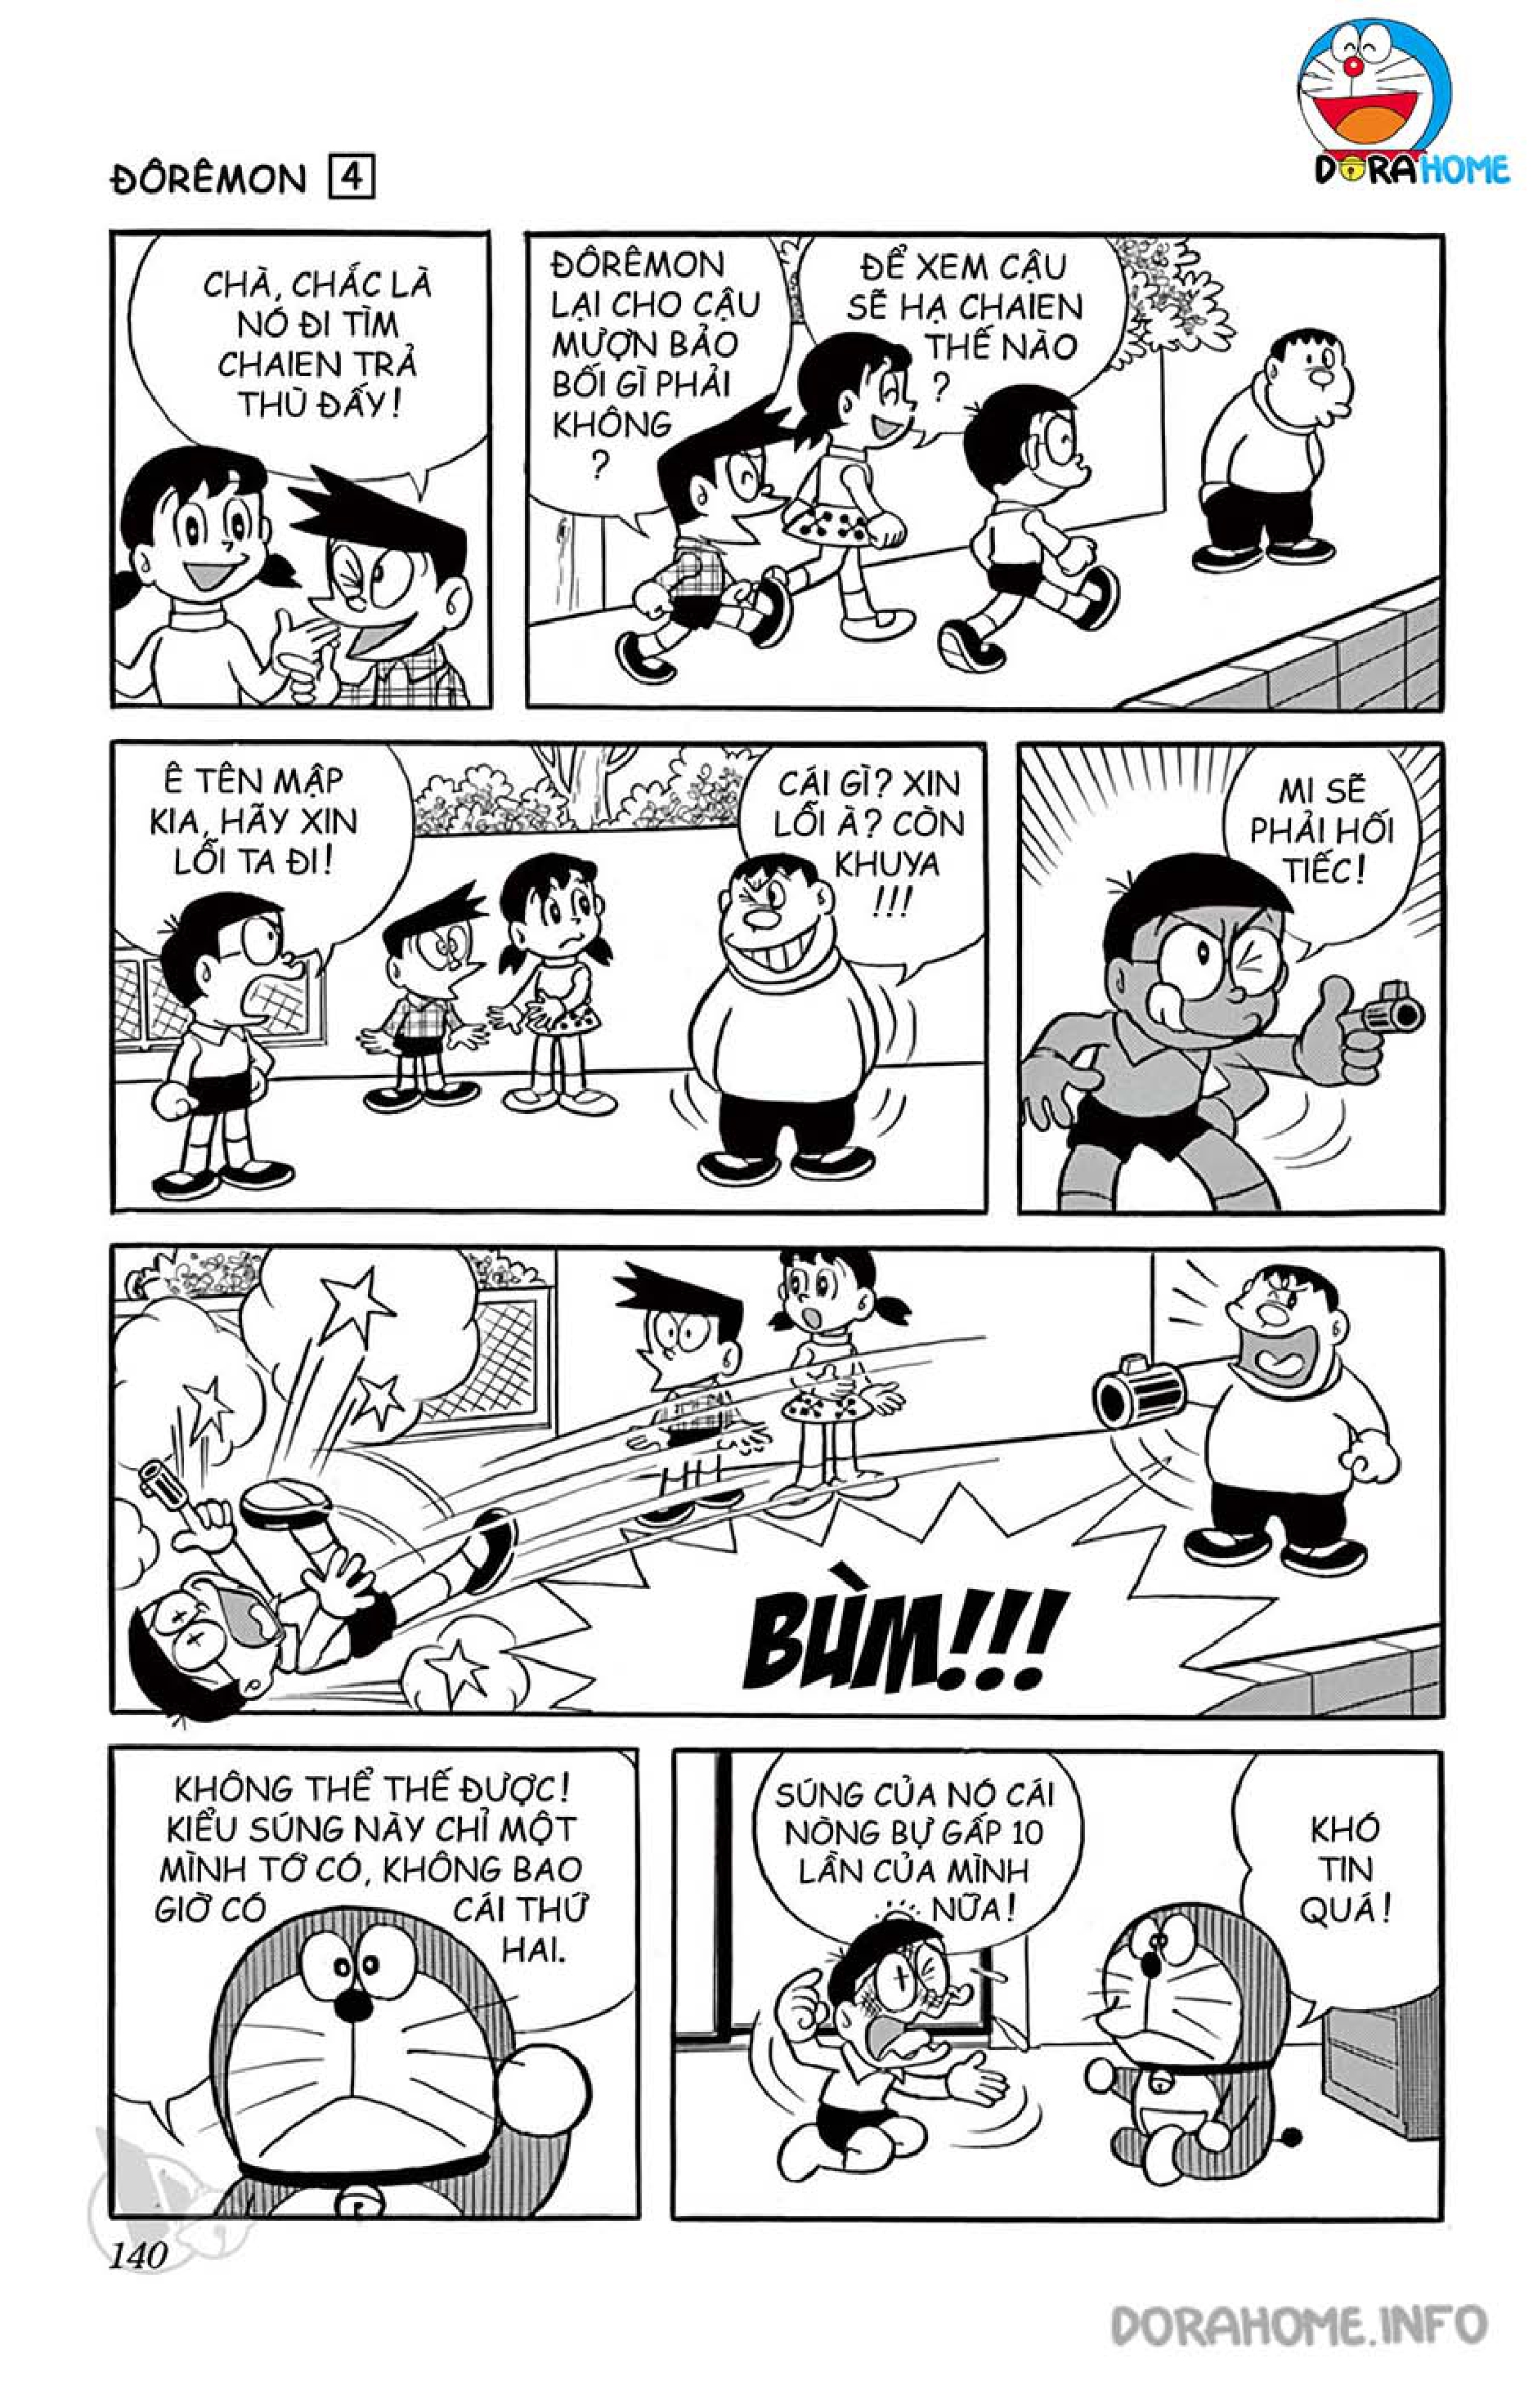 DORAHOME
ĐÔRÊMON 4
CHÀ, CHẮC LÀ
NÓ ĐI TÌM
CHAIEN TRẢ
THÙ ĐẤY!
ĐÔRÊMON
LẠI CHO CẬU
MƯỢN BẢO
BỐI GÌ PHẢI
KHÔNG
?
ĐỂ XEM CẬU
SẼ HẠ CHAIEN
THẾ NÀO
?
Ê TÊN MẬP
KIA, HÃY XIN
LỖI TA ĐI!
CÁI GÌ? XIN
LỖI À? CÒN
KHUYA
!!!
MI SẼ
PHẢI HỐI
TIẾC!
BÙM!!!
KHÔNG THỂ THẾ ĐƯỢC!
KIỂU SÚNG NÀY CHỈ MỘT
MÌNH TỚ CÓ, KHÔNG BAO
GIỜ CÓ CÁI THỨ
HAI.
SÚNG CỦA NÓ CÁI
NÒNG BỰ GẤP 10
LẦN CỦA MÌNH
NỮA!
KHÓ
TIN
QUÁ!
140
DORAHOME.INFO